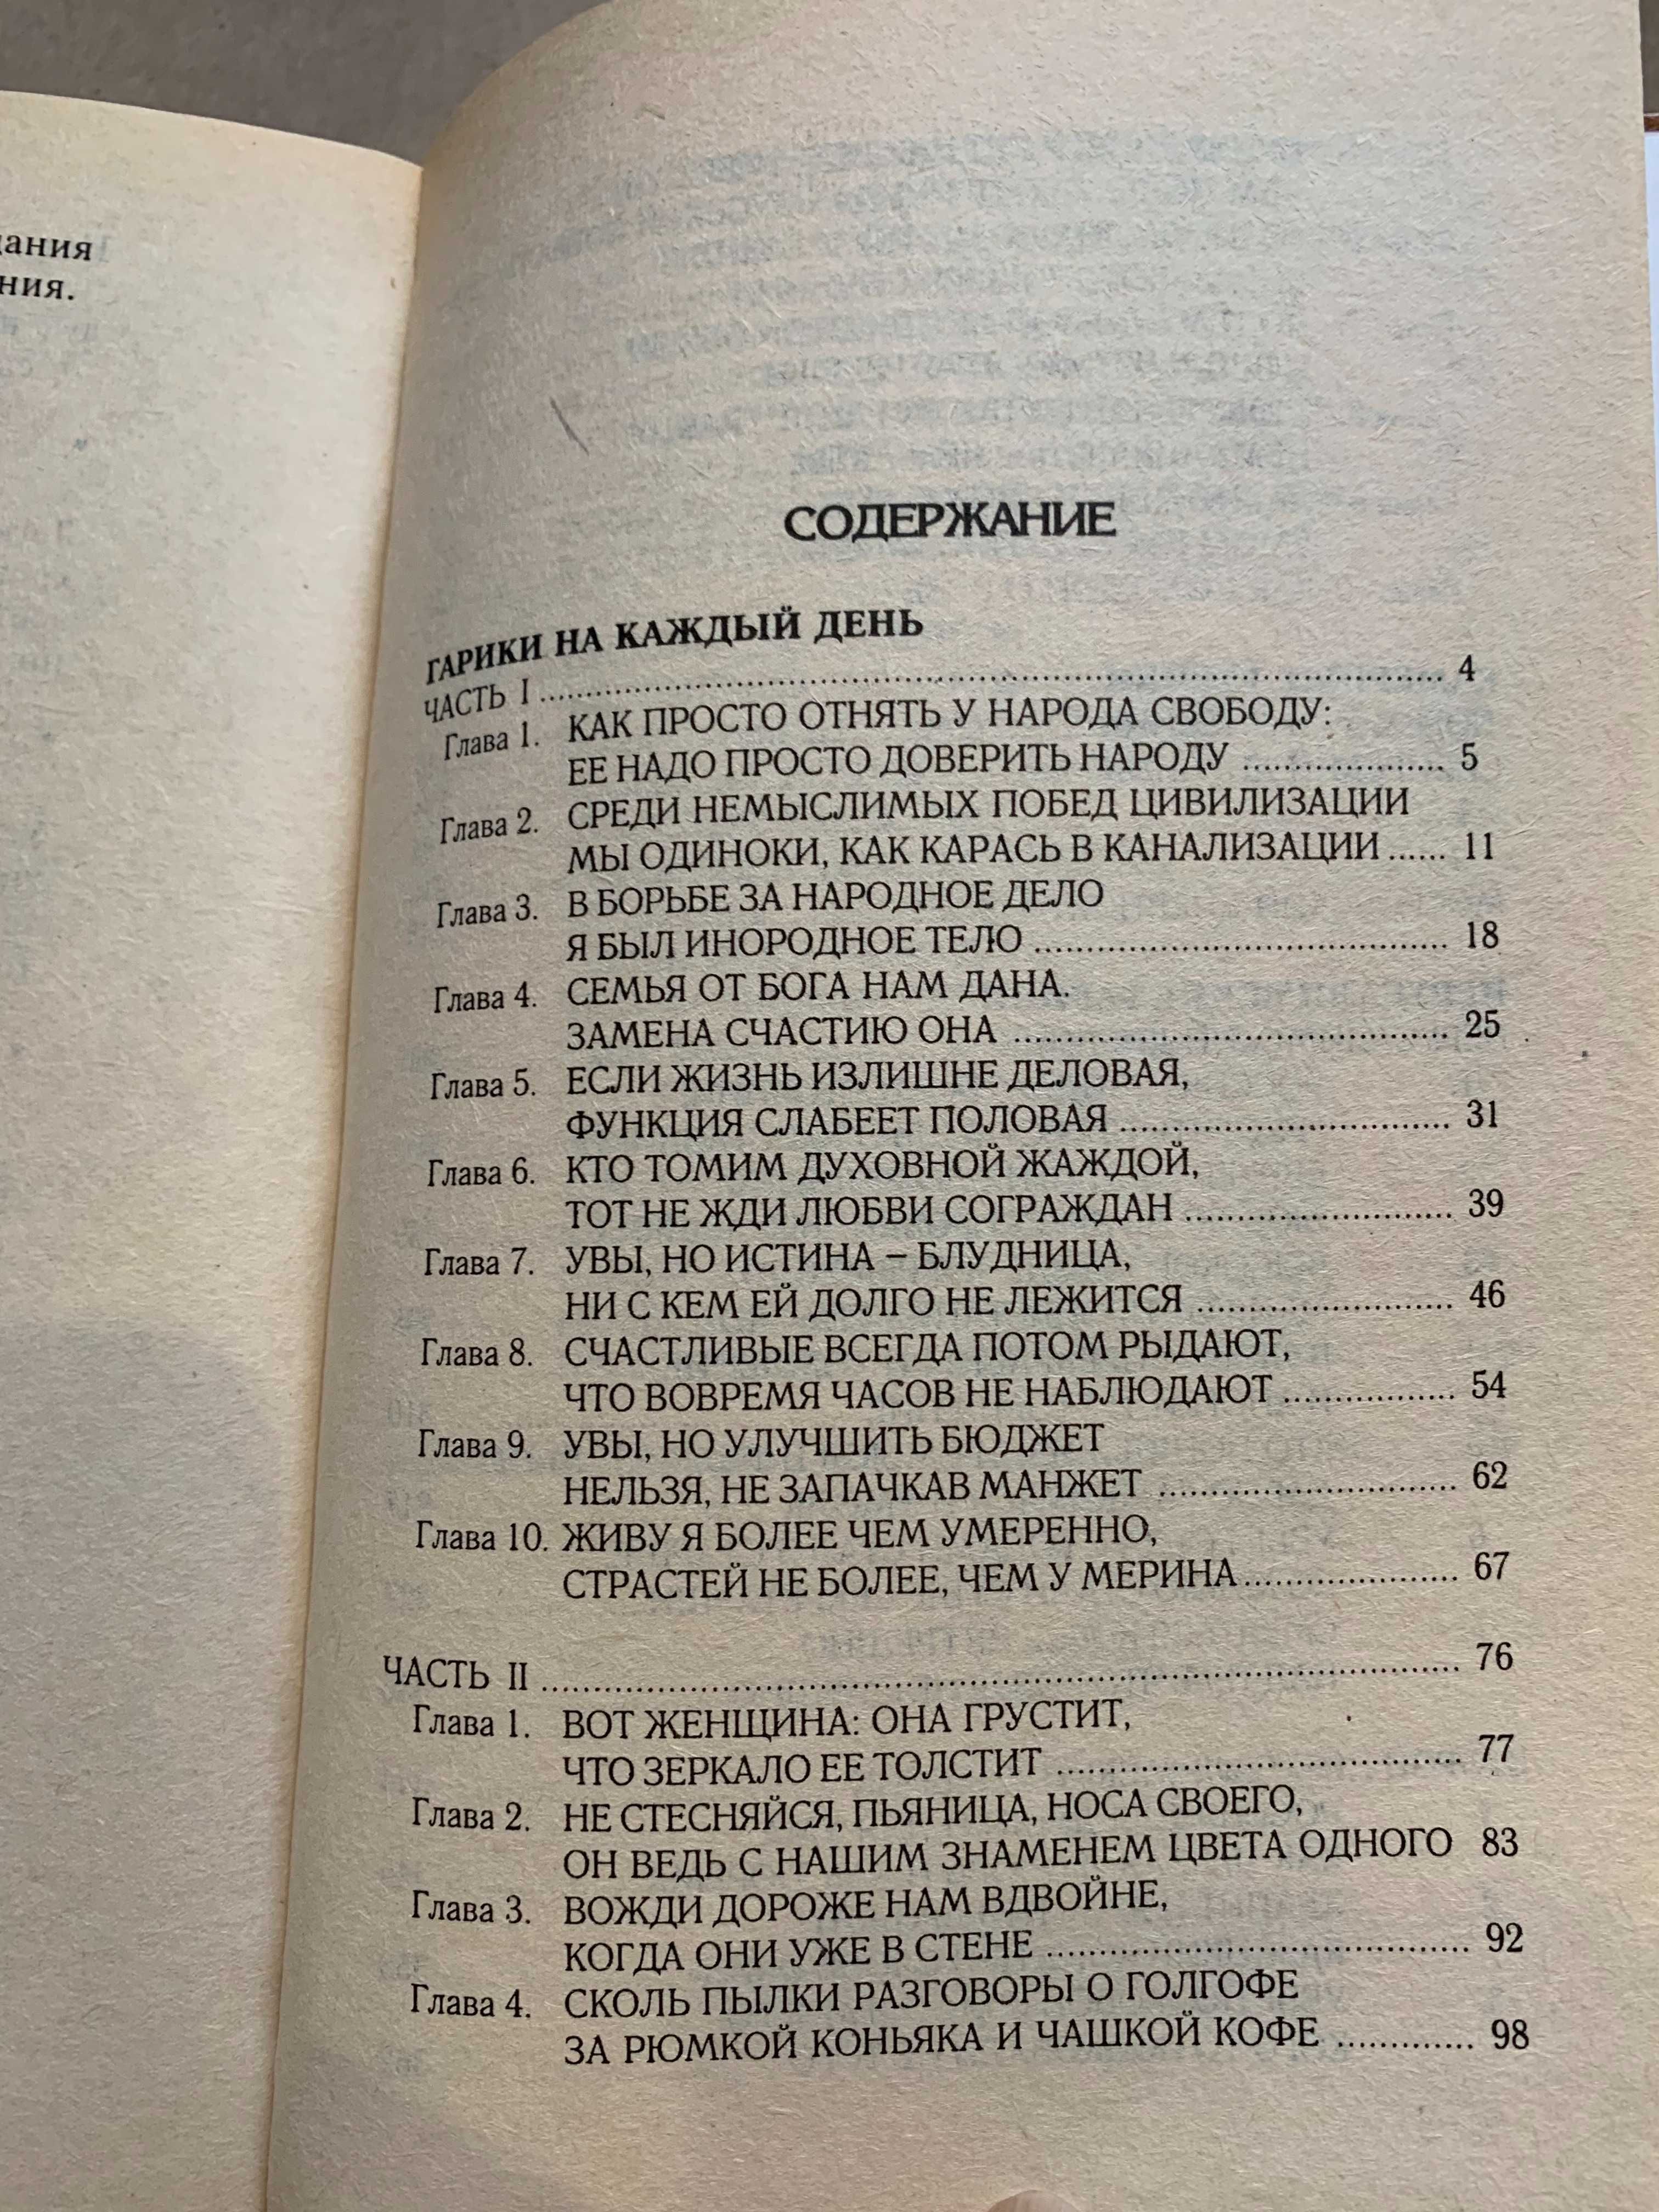 ния.
СОДЕРЖАНИЕ
ГАРИКИ НА КАЖДЫЙ ДЕНЬ
ЧАСТЬ I ........ 4
Глава 1. КАК ПРОСТО ОТНЯТЬ У НАРОДА СВОБОДУ:
ЕЕ НАДО ПРОСТО ДОВЕРИТЬ НАРОДУ ........ 5
Глава 2. СРЕДИ НЕМЫСЛИМЫХ ПОБЕД ЦИВИЛИЗАЦИИ
МЫ ОДИНОКИ, КАК КАРАСЬ В КАНАЛИЗАЦИИ ...... 11
Глава 3. В БОРЬБЕ ЗА НАРОДНОЕ ДЕЛО
Я БЫЛ ИНОРОДНОЕ ТЕЛО ........ 18
Глава 4. СЕМЬЯ ОТ БОГА НАМ ДАНА.
ЗАМЕНА СЧАСТИЮ ОНА ........ 25
Глава 5. ЕСЛИ ЖИЗНЬ ИЗЛИШНЕ ДЕЛОВАЯ,
ФУНКЦИЯ СЛАБЕЕТ ПОЛОВАЯ ........ 31
Глава 6. КТО ТОМИМ ДУХОВНОЙ ЖАЖДОЙ,
ТОТ НЕ ЖДИ ЛЮБВИ СОГРАЖДАН ........ 39
Глава 7. УВЫ, НО ИСТИНА – БЛУДНИЦА,
НИ С КЕМ ЕЙ ДОЛГО НЕ ЛЕЖИТСЯ ........ 46
Глава 8. СЧАСТЛИВЫЕ ВСЕГДА ПОТОМ РЫДАЮТ,
ЧТО ВОВРЕМЯ ЧАСОВ НЕ НАБЛЮДАЮТ ........ 54
Глава 9. УВЫ, НО УЛУЧШИТЬ БЮДЖЕТ
НЕЛЬЗЯ, НЕ ЗАПАЧКАВ МАНЖЕТ ........ 62
Глава 10. ЖИВУ Я БОЛЕЕ ЧЕМ УМЕРЕННО,
СТРАСТЕЙ НЕ БОЛЕЕ, ЧЕМ У МЕРИНА ........ 67
ЧАСТЬ II ........ 76
Глава 1. ВОТ ЖЕНЩИНА: ОНА ГРУСТИТ,
ЧТО ЗЕРКАЛО ЕЕ ТОЛСТИТ ........ 77
Глава 2. НЕ СТЕСНЯЙСЯ, ПЬЯНИЦА, НОСА СВОЕГО,
ОН ВЕДЬ С НАШИМ ЗНАМЕНЕМ ЦВЕТА ОДНОГО 83
Глава 3. ВОЖДИ ДОРОЖЕ НАМ ВДВОЙНЕ,
КОГДА ОНИ УЖЕ В СТЕНЕ ........ 92
Глава 4. СКОЛЬ ПЫЛКИ РАЗГОВОРЫ О ГОЛГОФЕ
ЗА РЮМКОЙ КОНЬЯКА И ЧАШКОЙ КОФЕ ........ 98